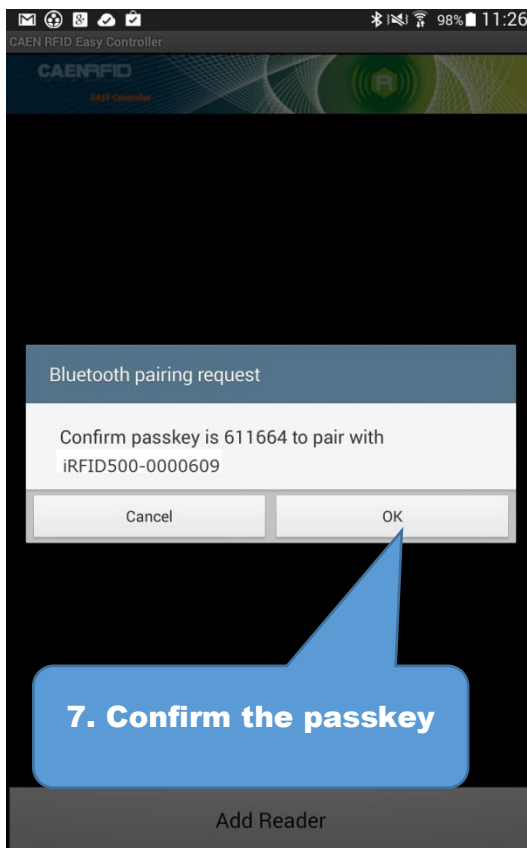 98% 11:26
CAEN RFID Easy Controller
CAENRFID
EASY Controller
Bluetooth pairing request
Confirm passkey is 611664 to pair with
iRFID500-0000609
Cancel OK
7. Confirm the passkey
Add Reader